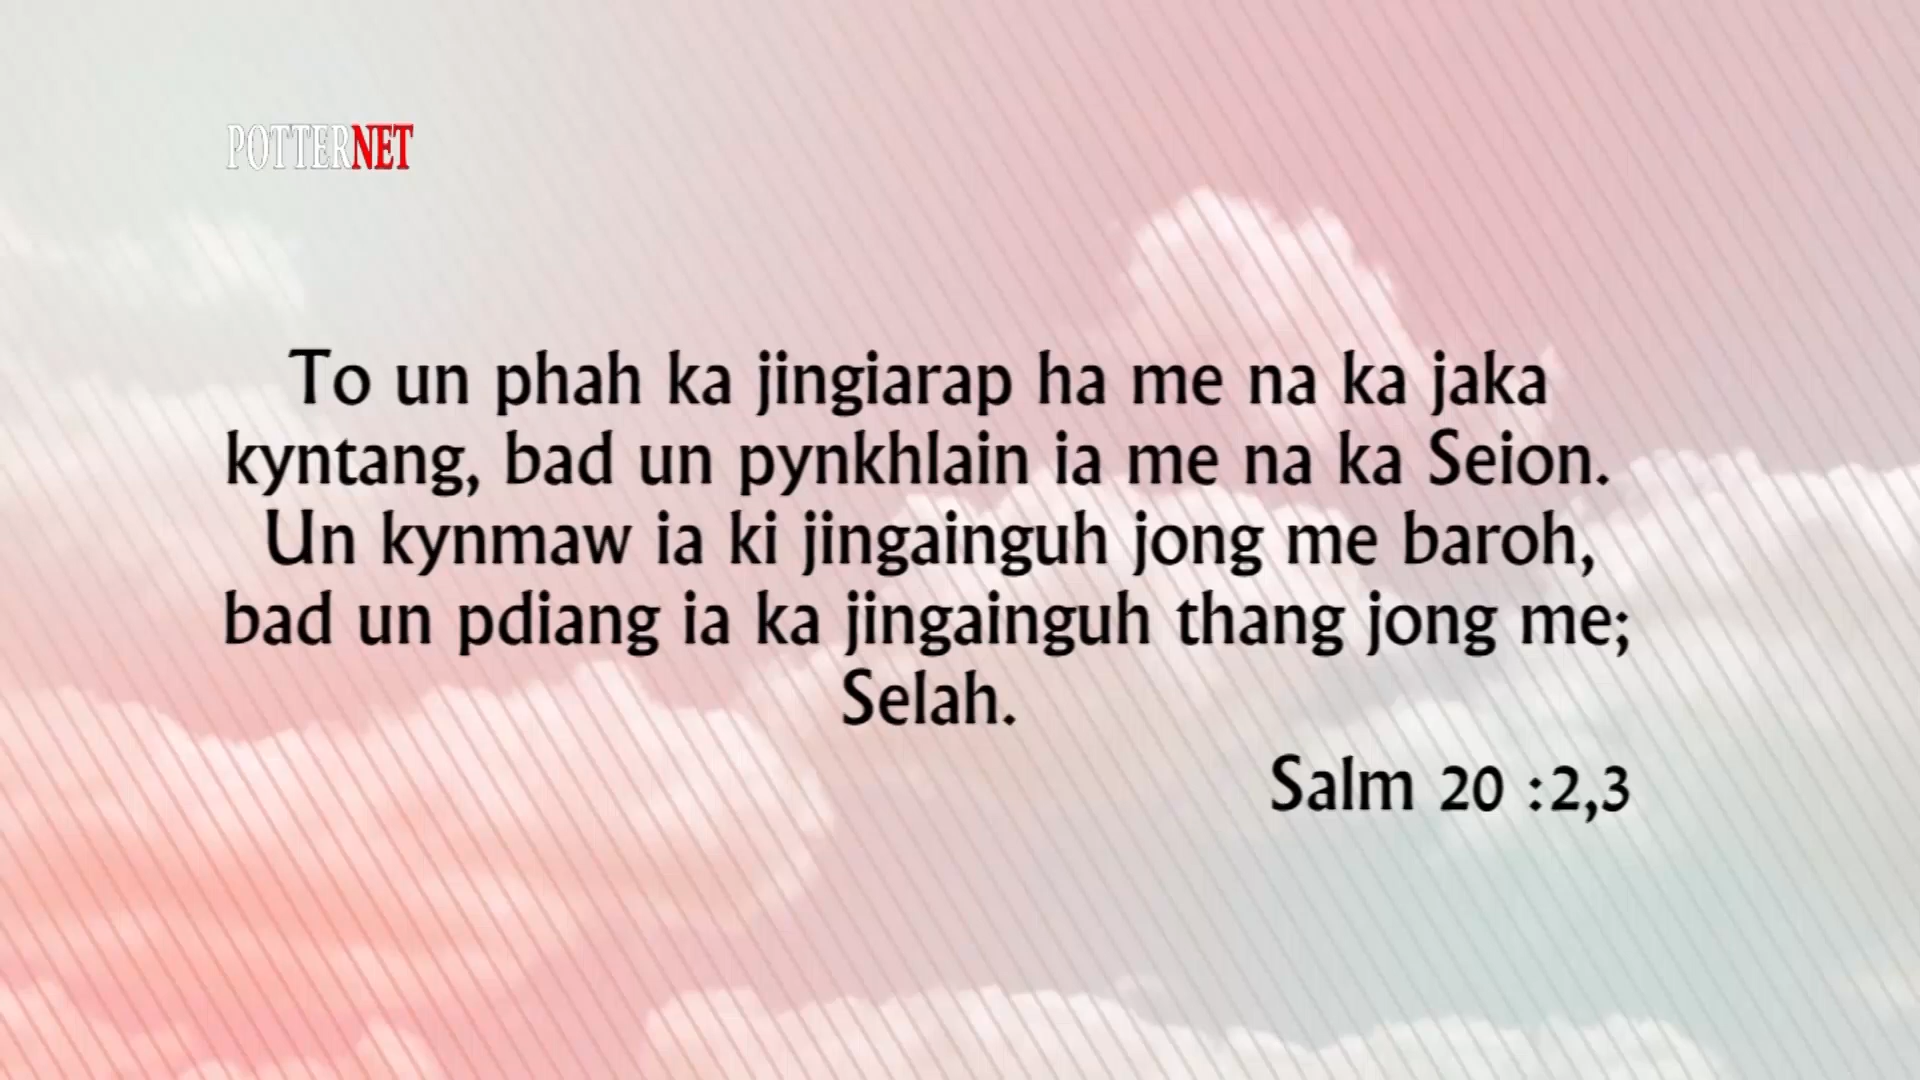 POTTERNET
To un phah ka jingiarap ha me na ka jaka
kyntang, bad un pynkhlain ia me na ka Seion.
Un kynmaw ia ki jingainguh jong me baroh,
bad un pdiang ia ka jingainguh thang jong me;
Selah.
Salm 20 :2,3